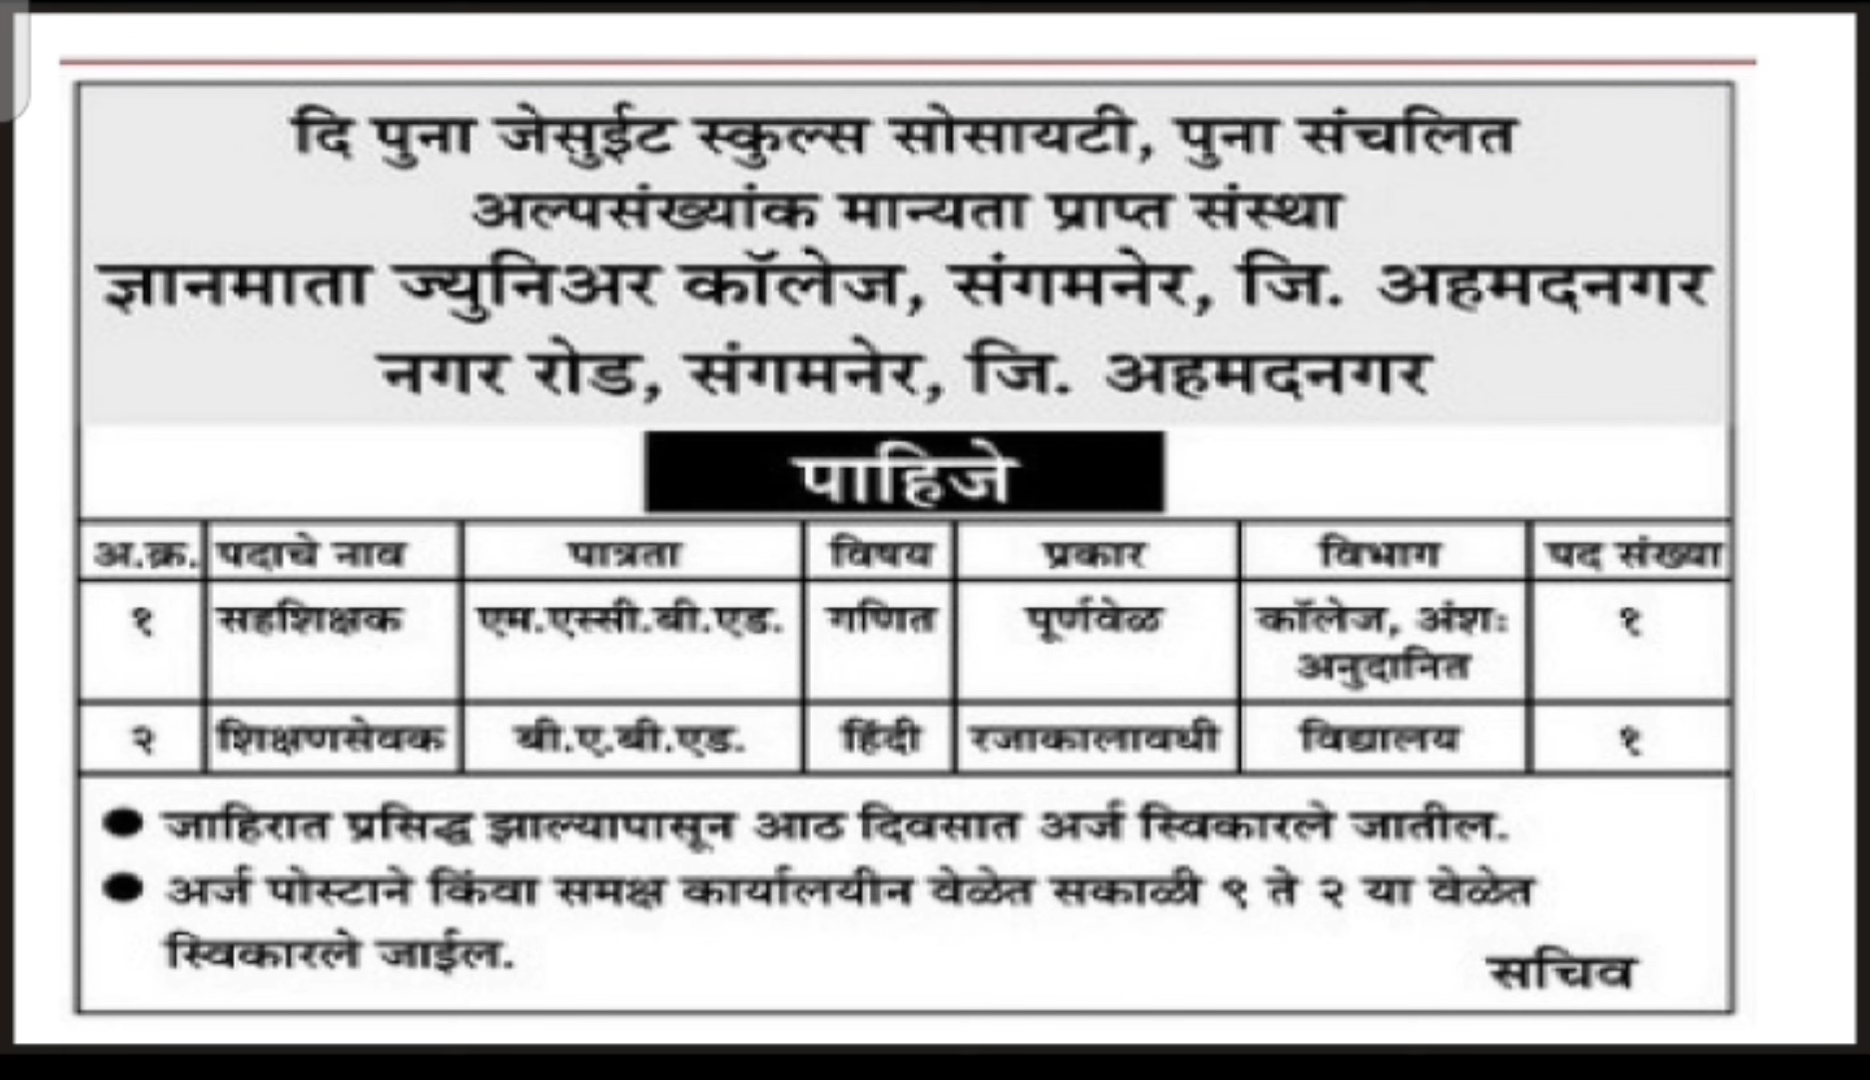 दि पुना जेसुईट स्कुल्स सोसायटी, पुना संचलित
अल्पसंख्यांक मान्यता प्राप्त संस्था
ज्ञानमाता ज्युनिअर कॉलेज, संगमनेर, जि. अहमदनगर
नगर रोड, संगमनेर, जि. अहमदनगर
पाहिजे
अ.क्र. पदाचे नाव पात्रता विषय प्रकार विभाग पद संख्या
१ सहशिक्षक एम.एस्सी.बी.एड. गणित पूर्णवेळ कॉलेज, अंशः १
अनुदानित
२ शिक्षणसेवक बी.ए.बी.एड. हिंदी रजाकालावधी विद्यालय १
● जाहिरात प्रसिद्ध झाल्यापासून आठ दिवसात अर्ज स्विकारले जातील.
● अर्ज पोस्टाने किंवा समक्ष कार्यालयीन वेळेत सकाळी ९ ते २ या वेळेत
स्विकारले जाईल.
सचिव